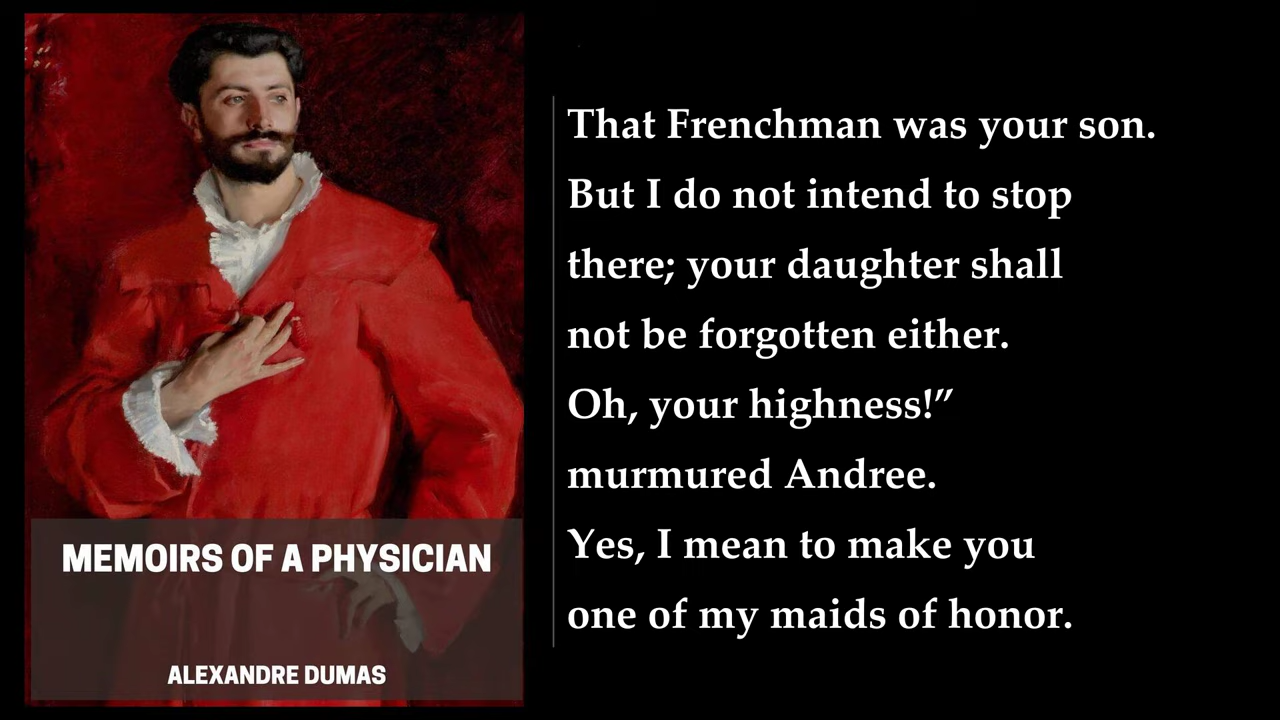 MEMOIRS OF A PHYSICIAN
ALEXANDRE DUMAS
That Frenchman was your son.
But I do not intend to stop
there; your daughter shall
not be forgotten either.
Oh, your highness!”
murmured Andree.
Yes, I mean to make you
one of my maids of honor.